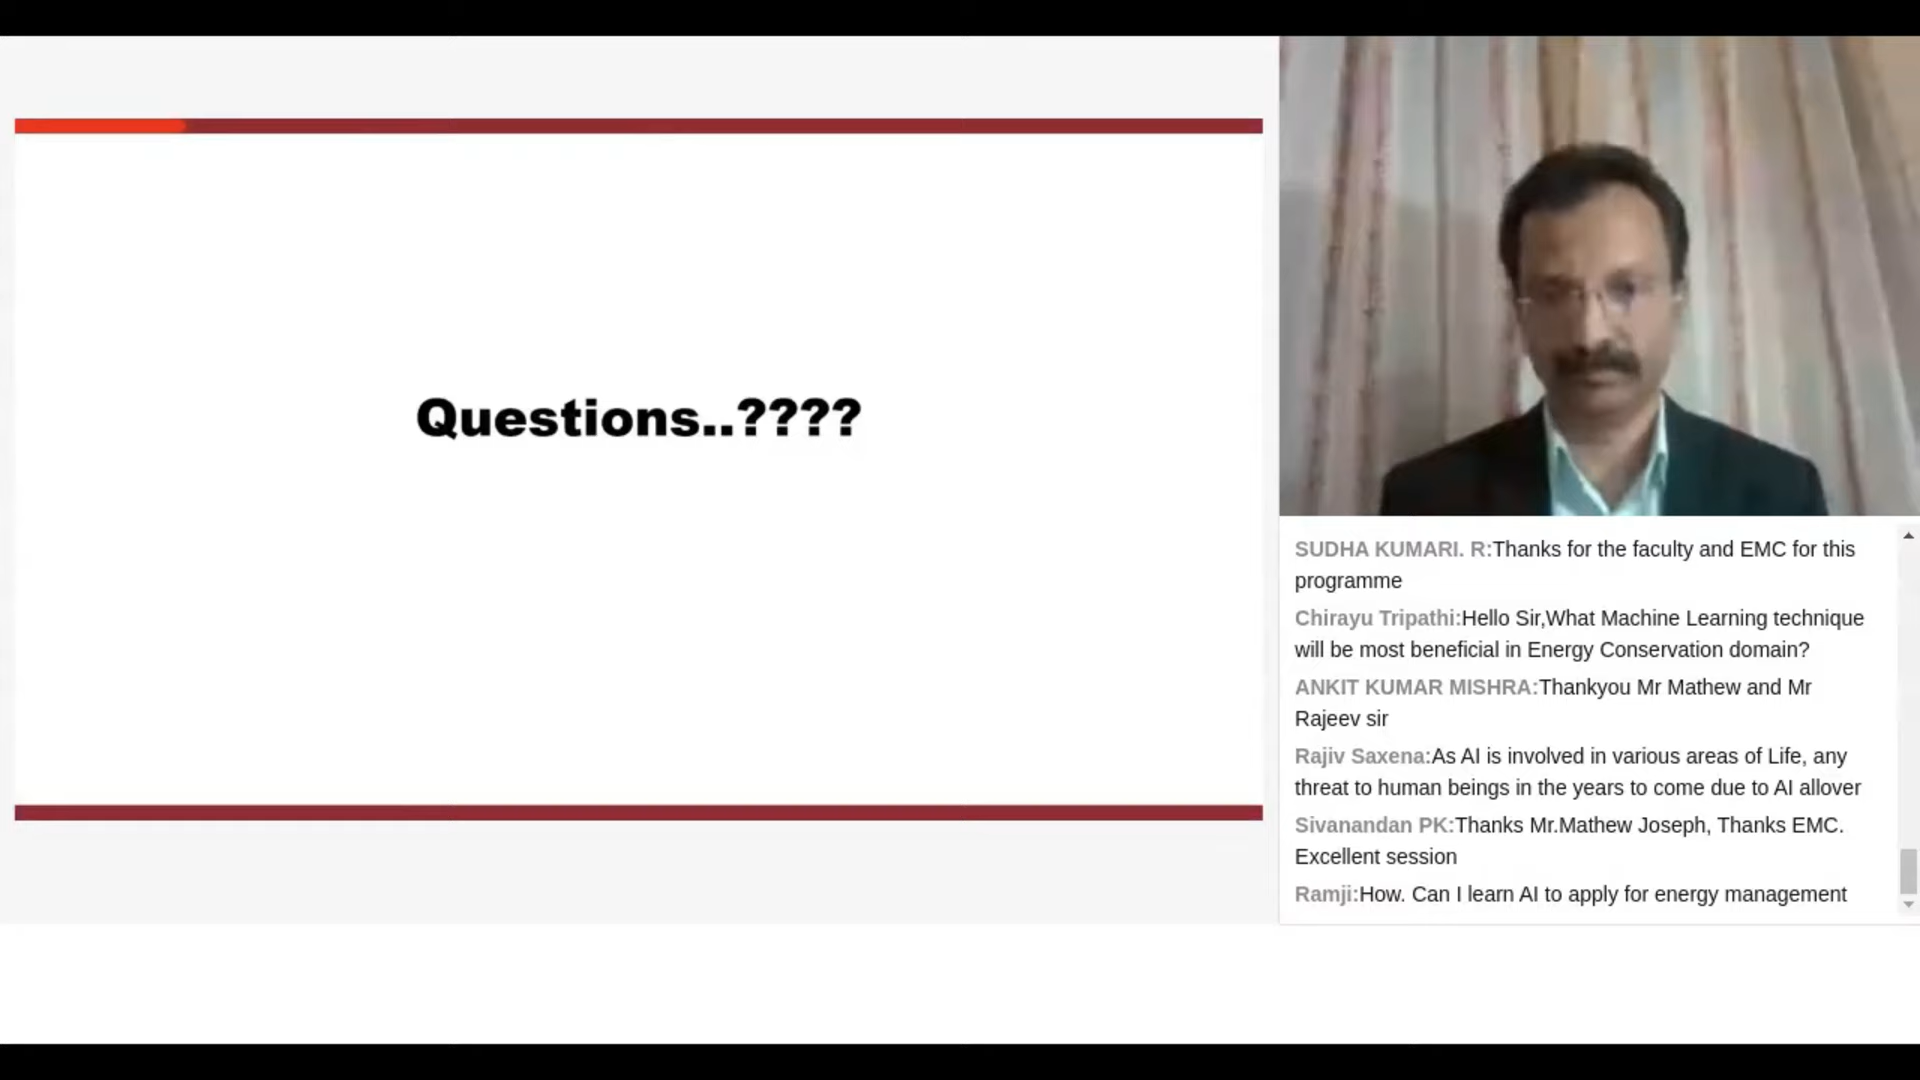 Questions..????
SUDHA KUMARI. R:Thanks for the faculty and EMC for this
programme
Chirayu Tripathi:Hello Sir,What Machine Learning technique
will be most beneficial in Energy Conservation domain?
ANKIT KUMAR MISHRA:Thankyou Mr Mathew and Mr
Rajeev sir
Rajiv Saxena:As AI is involved in various areas of Life, any
threat to human beings in the years to come due to AI allover
Sivanandan PK:Thanks Mr.Mathew Joseph, Thanks EMC.
Excellent session
Ramji:How. Can I learn AI to apply for energy management